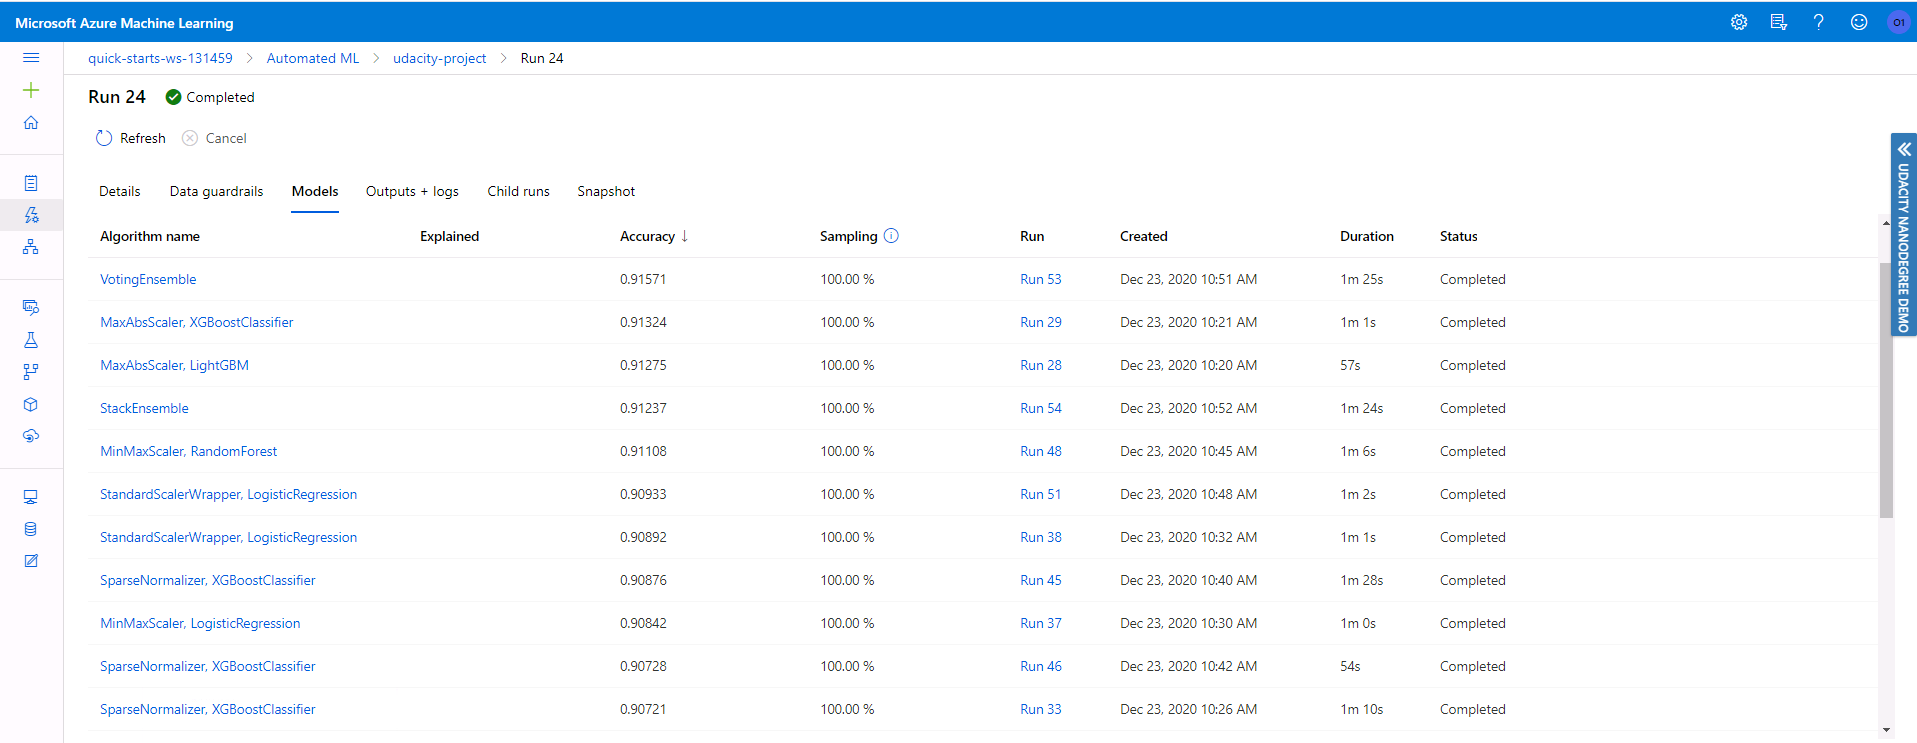 Microsoft Azure Machine Learning
O1
quick-starts-ws-131459 > Automated ML > udacity-project > Run 24
Run 24 Completed
Refresh Cancel
Details Data guardrails Models Outputs + logs Child runs Snapshot
Algorithm name Explained Accuracy ↓ Sampling Run Created Duration Status
VotingEnsemble 0.91571 100.00 % Run 53 Dec 23, 2020 10:51 AM 1m 25s Completed
MaxAbsScaler, XGBoostClassifier 0.91324 100.00 % Run 29 Dec 23, 2020 10:21 AM 1m 1s Completed
MaxAbsScaler, LightGBM 0.91275 100.00 % Run 28 Dec 23, 2020 10:20 AM 57s Completed
StackEnsemble 0.91237 100.00 % Run 54 Dec 23, 2020 10:52 AM 1m 24s Completed
MinMaxScaler, RandomForest 0.91108 100.00 % Run 48 Dec 23, 2020 10:45 AM 1m 6s Completed
StandardScalerWrapper, LogisticRegression 0.90933 100.00 % Run 51 Dec 23, 2020 10:48 AM 1m 2s Completed
StandardScalerWrapper, LogisticRegression 0.90892 100.00 % Run 38 Dec 23, 2020 10:32 AM 1m 1s Completed
SparseNormalizer, XGBoostClassifier 0.90876 100.00 % Run 45 Dec 23, 2020 10:40 AM 1m 28s Completed
MinMaxScaler, LogisticRegression 0.90842 100.00 % Run 37 Dec 23, 2020 10:30 AM 1m 0s Completed
SparseNormalizer, XGBoostClassifier 0.90728 100.00 % Run 46 Dec 23, 2020 10:42 AM 54s Completed
SparseNormalizer, XGBoostClassifier 0.90721 100.00 % Run 33 Dec 23, 2020 10:26 AM 1m 10s Completed
UDACITY NANODEGREE DEMO